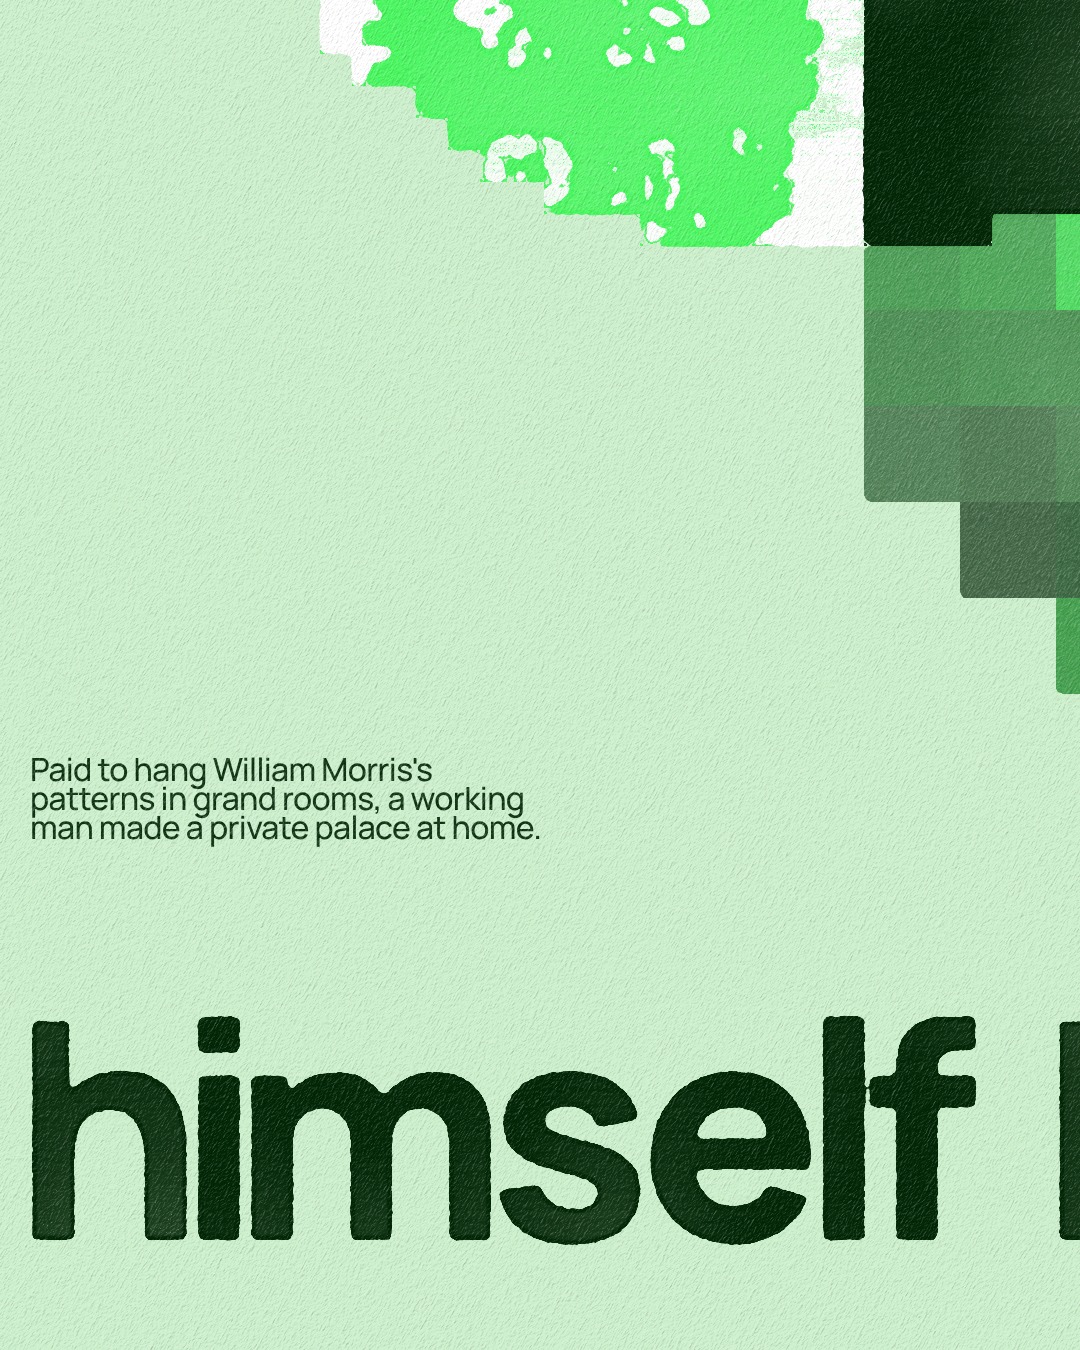 Paid to hang William Morris's
patterns in grand rooms, a working
man made a private palace at home.
himself